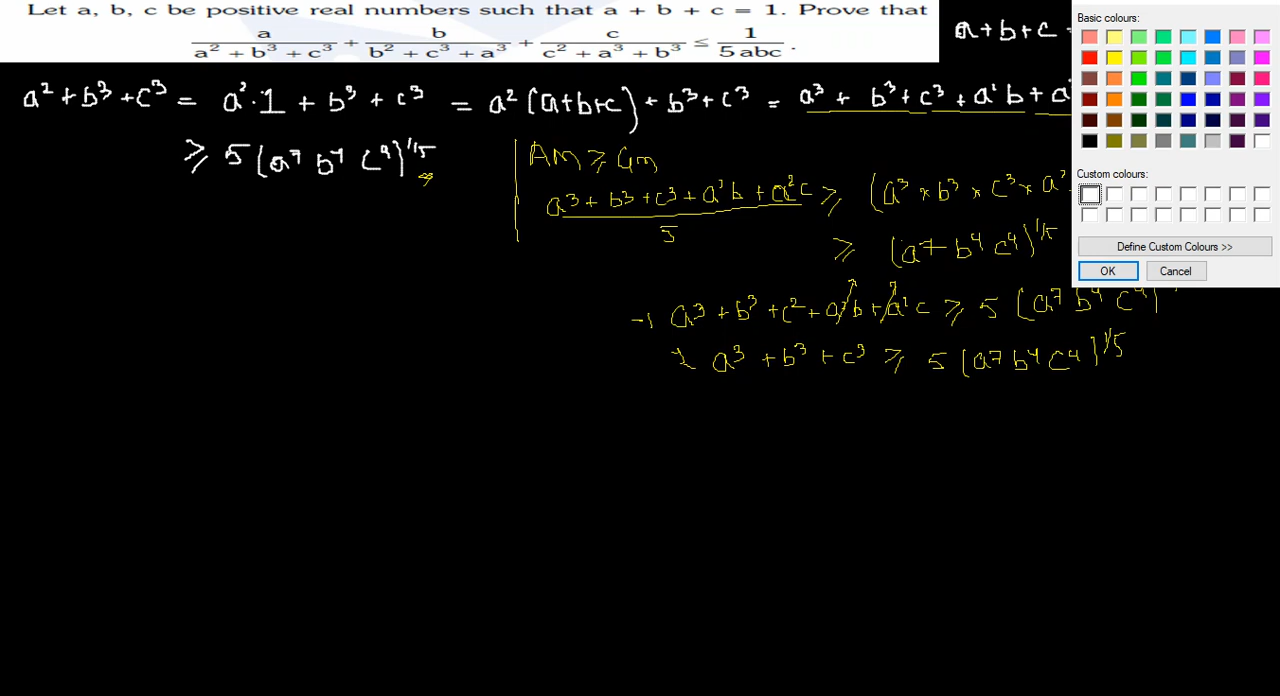 Let a, b, c be positive real numbers such that a + b + c = 1. Prove that
a/(a² + b³ + c³) + b/(b² + c³ + a³) + c/(c² + a³ + b³) ≤ 1/(5 abc).
a+b+c =
a² + b³ + c³ = a²·1 + b³ + c³ = a²(a+b+c) + b³+c³ = a³ + b³+c³ + a²b + a
≥ 5(a⁷ b⁴ c⁴)^1/5
AM ≥ GM
(a³ + b³ + c³ + a²b + a²c)/5 ≥ (a³ × b³ × c³ × a²
≥ (a⁷ b⁴ c⁴)^1/5
a³ + b³ + c² + a²b + a²c ≥ 5 (a⁷ b⁴ c⁴)
a³ + b³ + c³ ≥ 5 (a⁷ b⁴ c⁴)^1/5
Basic colours:
Custom colours:
Define Custom Colours >>
OK Cancel